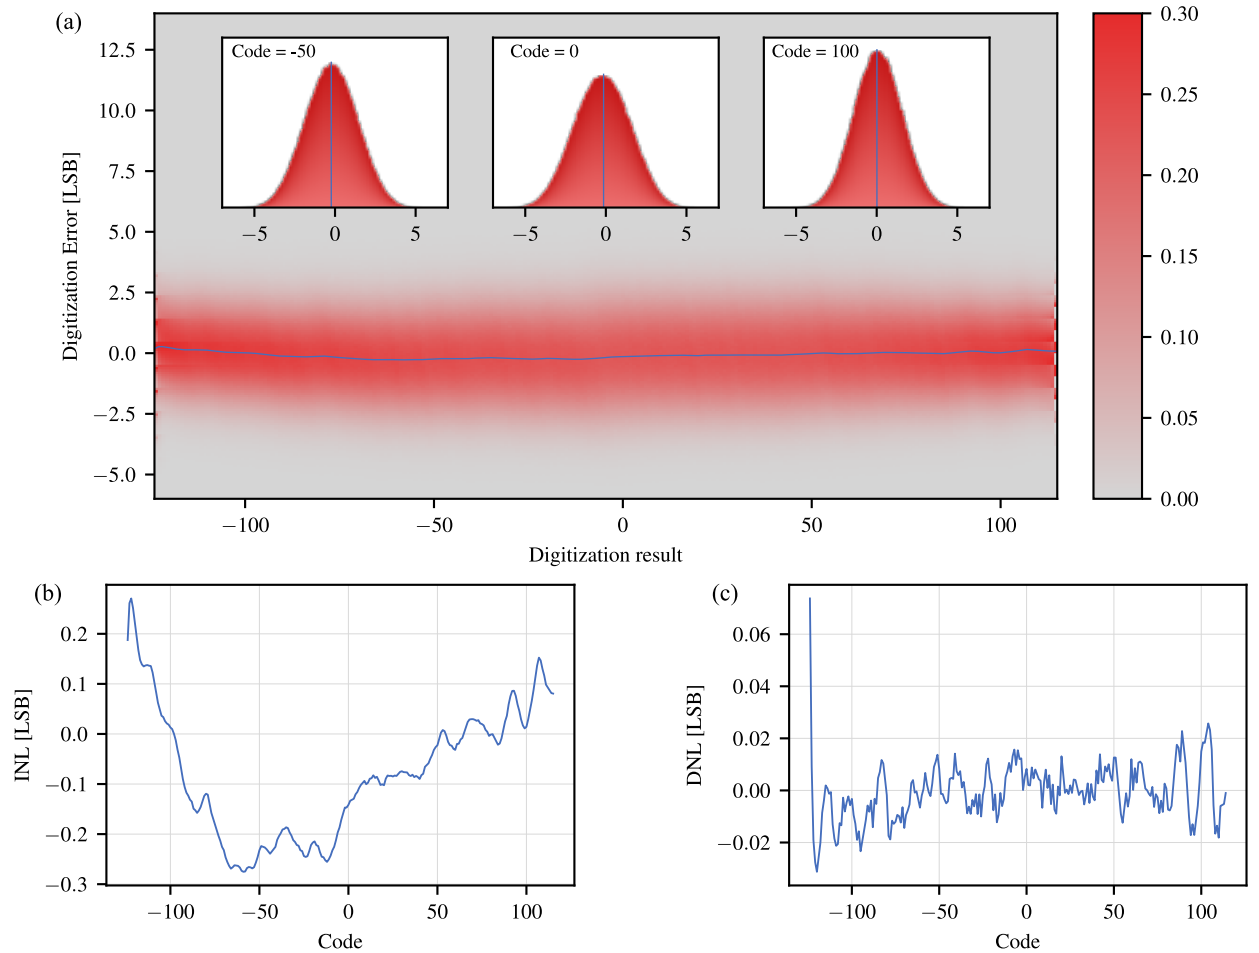 (a)
Digitization Error [LSB]
12.5
10.0
7.5
5.0
2.5
0.0
−2.5
−5.0
Code = -50
−5 0 5
Code = 0
−5 0 5
Code = 100
−5 0 5
−100 −50 0 50 100
Digitization result
0.30
0.25
0.20
0.15
0.10
0.05
0.00
(b)
INL [LSB]
0.2
0.1
0.0
−0.1
−0.2
−0.3
−100 −50 0 50 100
Code
(c)
DNL [LSB]
0.06
0.04
0.02
0.00
−0.02
−100 −50 0 50 100
Code